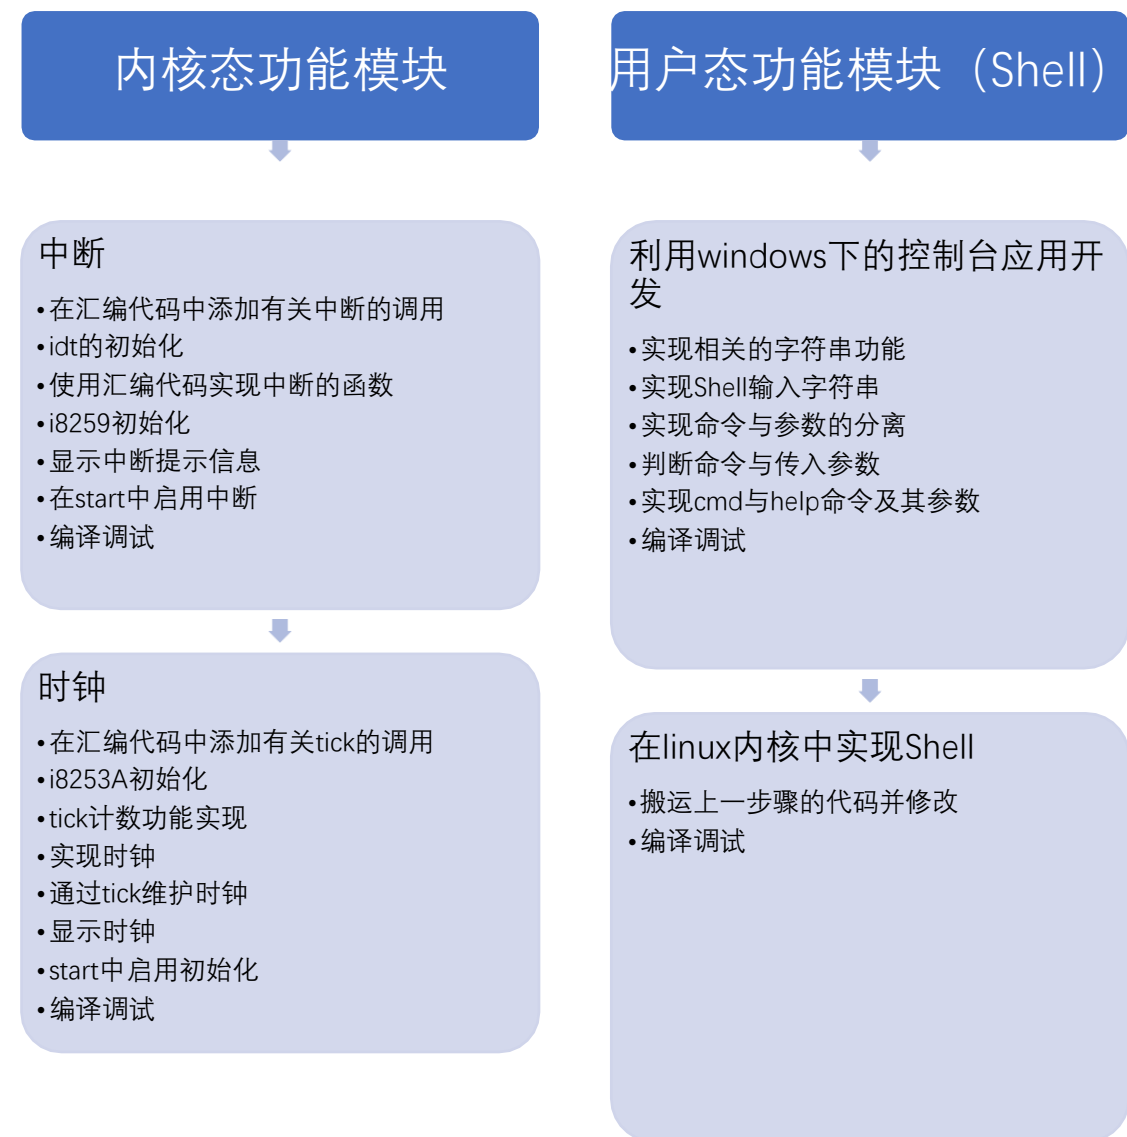 内核态功能模块
中断
•在汇编代码中添加有关中断的调用
•idt的初始化
•使用汇编代码实现中断的函数
•i8259初始化
•显示中断提示信息
•在start中启用中断
•编译调试
时钟
•在汇编代码中添加有关tick的调用
•i8253A初始化
•tick计数功能实现
•实现时钟
•通过tick维护时钟
•显示时钟
•start中启用初始化
•编译调试
用户态功能模块（Shell）
利用windows下的控制台应用开
发
•实现相关的字符串功能
•实现Shell输入字符串
•实现命令与参数的分离
•判断命令与传入参数
•实现cmd与help命令及其参数
•编译调试
在linux内核中实现Shell
•搬运上一步骤的代码并修改
•编译调试